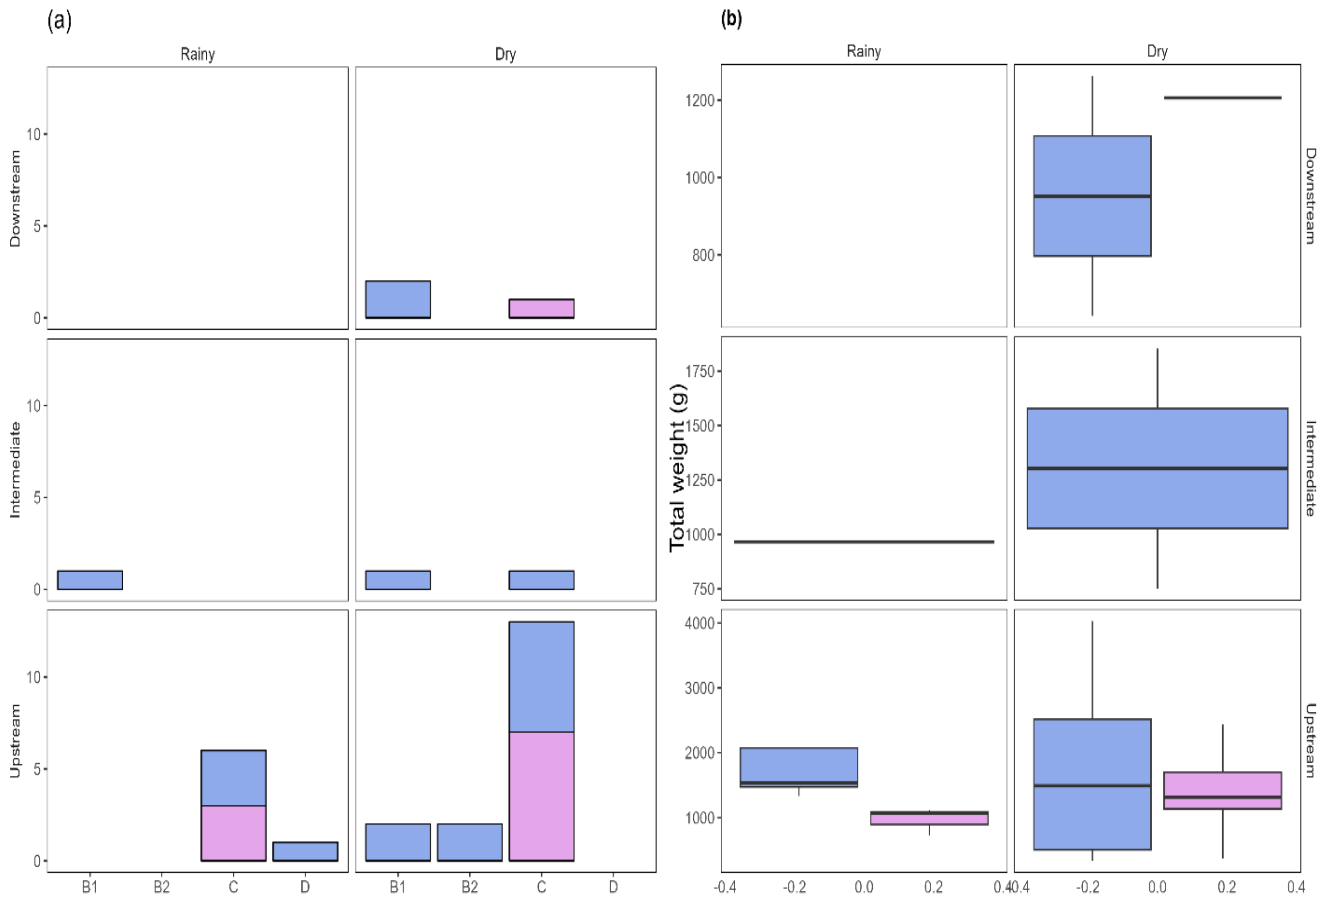 (a)
Rainy
Dry
Downstream
10
5
0
Intermediate
10
5
0
Upstream
10
5
0
B1 B2 C D
B1 B2 C D
(b)
Rainy
Dry
Total weight (g)
1200
1000
800
Downstream
1750
1500
1250
1000
750
Intermediate
4000
3000
2000
1000
Upstream
-0.4 -0.2 0.0 0.2 0.4
-0.4 -0.2 0.0 0.2 0.4